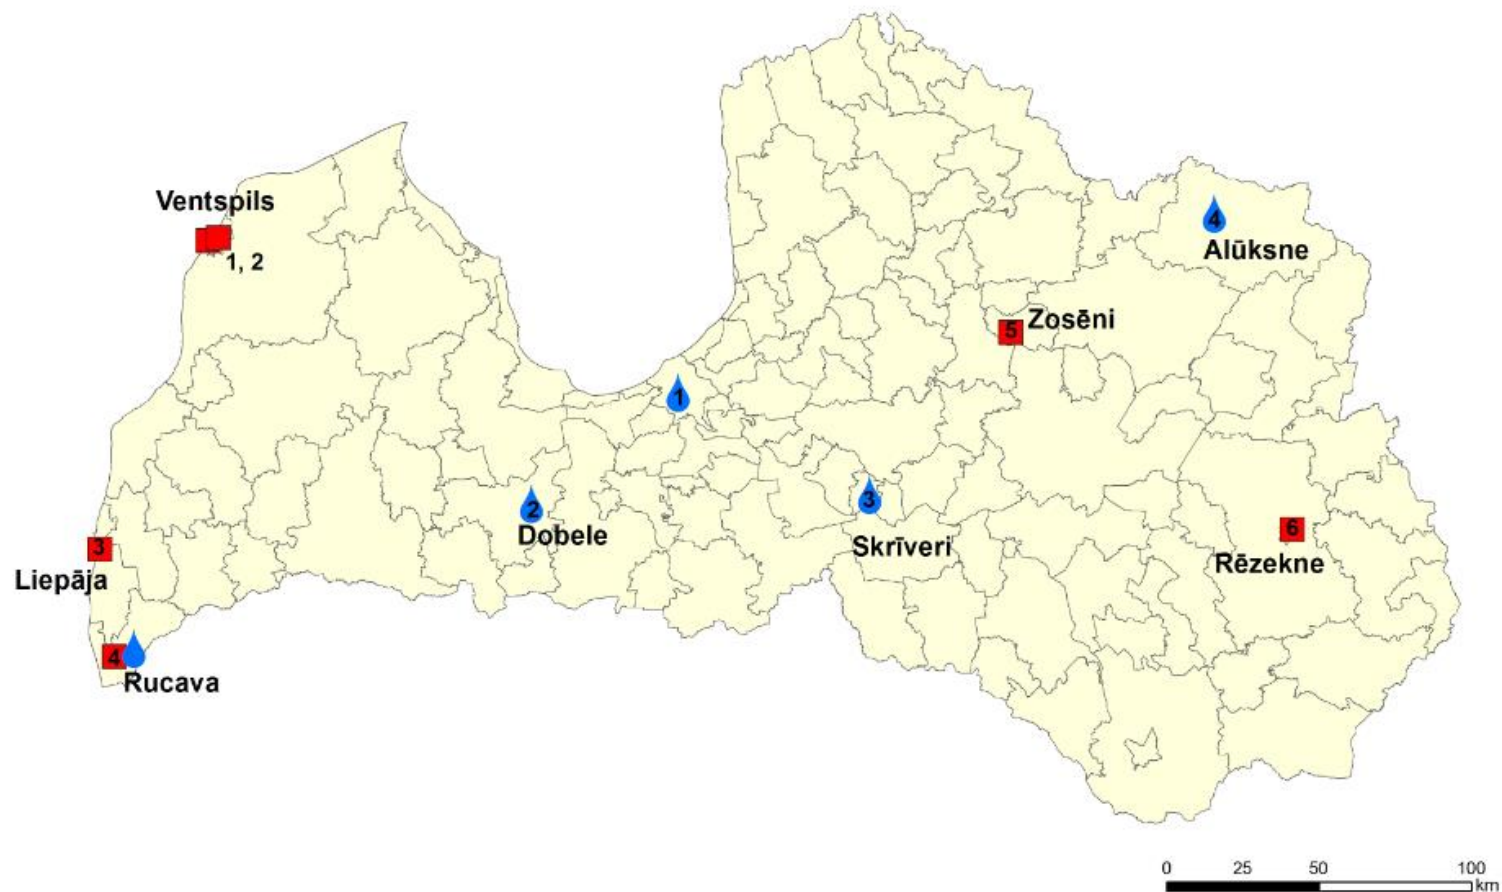 Ventspils
1, 2
4
Alūksne
5
Zosēni
1
2
Dobele
3
Skrīveri
6
Rēzekne
3
Liepāja
4
Rucava
0 25 50 100
km